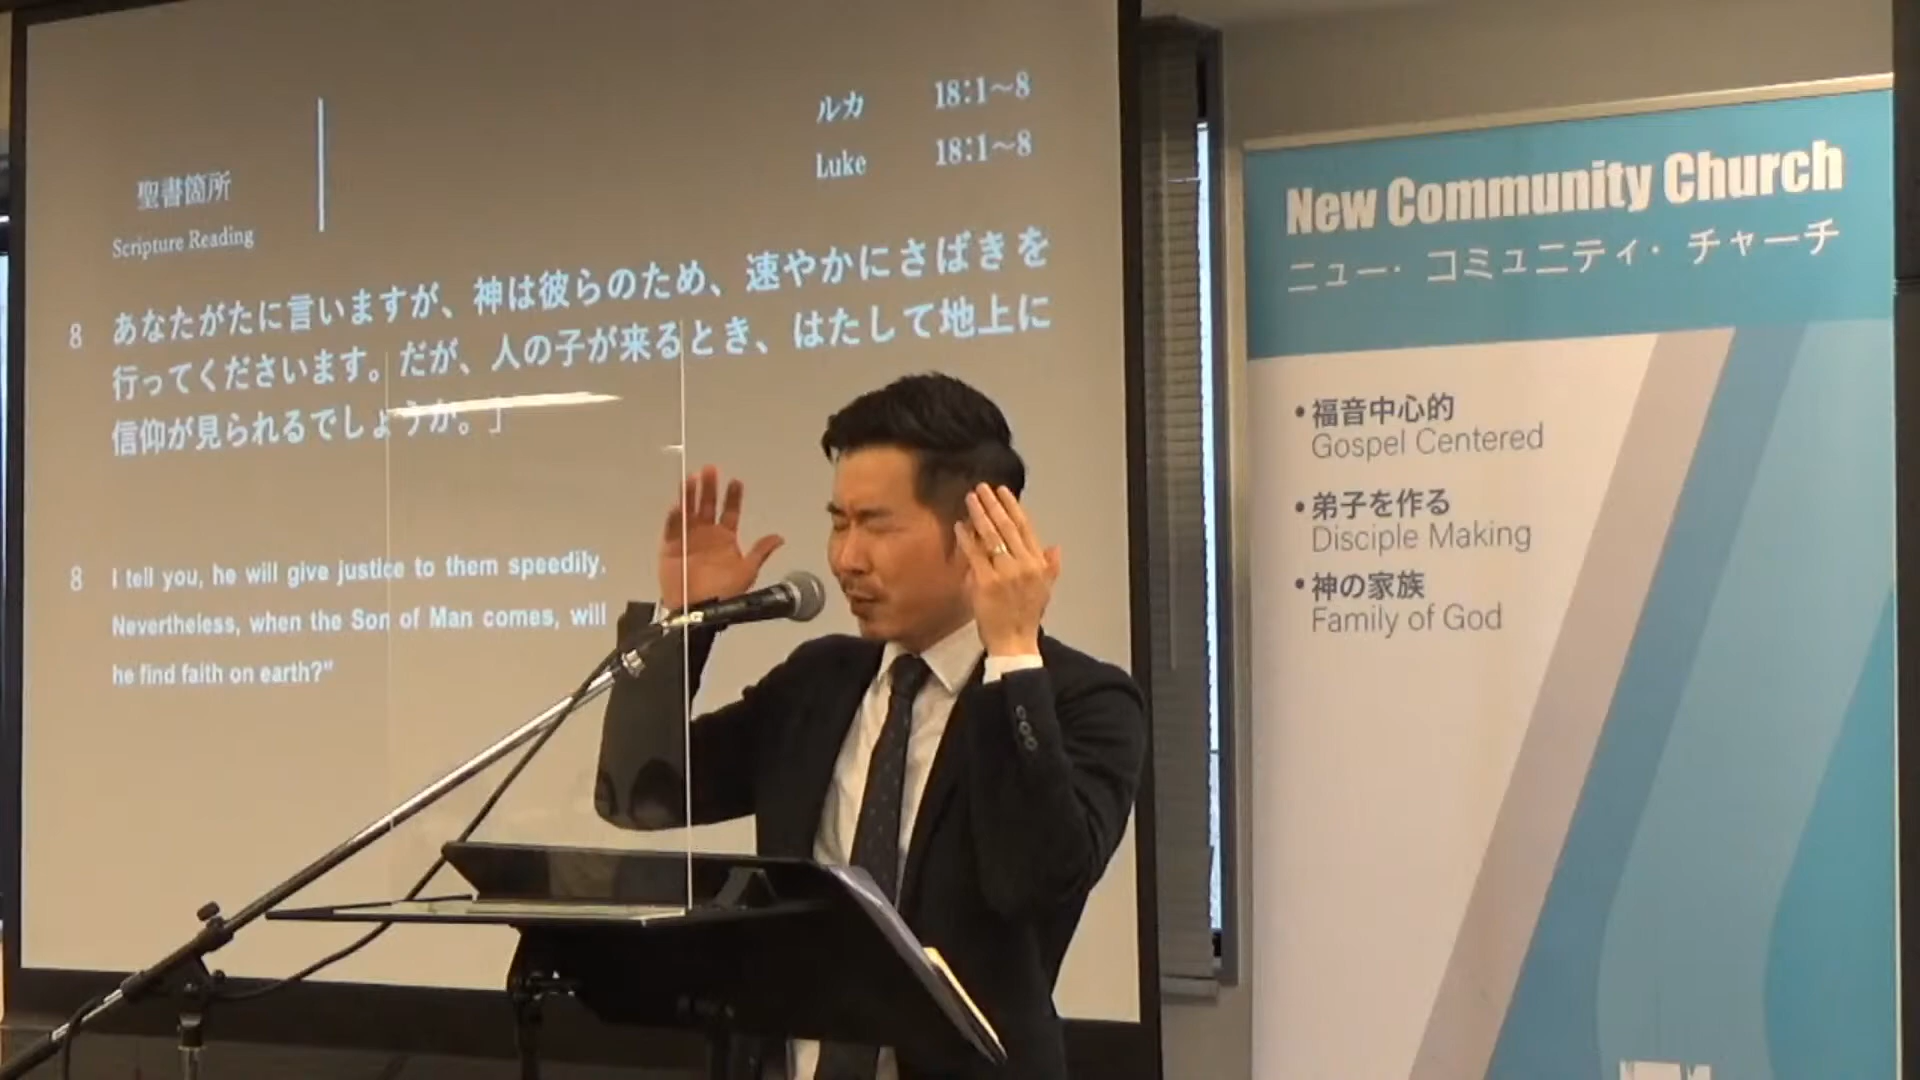 ルカ 18:1～8
Luke 18:1～8
聖書箇所
Scripture Reading
8 あなたがたに言いますが、神は彼らのため、速やかにさばきを
行ってくださいます。だが、人の子が来るとき、はたして地上に
信仰が見られるでしょうか。」
8 I tell you, he will give justice to them speedily.
Nevertheless, when the Son of Man comes, will
he find faith on earth?"
New Community Church
ニュー・コミュニティ・チャーチ
•福音中心的
Gospel Centered
•弟子を作る
Disciple Making
•神の家族
Family of God